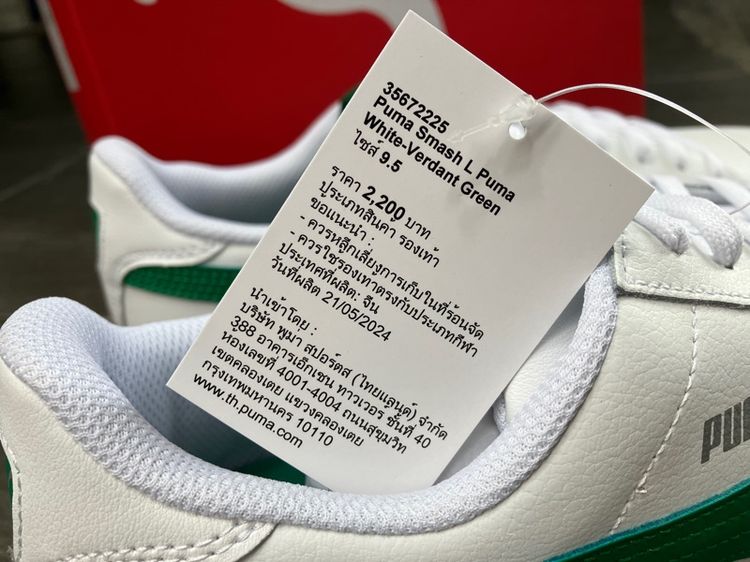 35672225
Puma Smash L Puma
White-Verdant Green
ไซส์ 9.5
ราคา 2,200 บาท
ประเภทสินค้า รองเท้า
ข้อแนะนำ :
- ควรหลีกเลี่ยงการเก็บในที่ร้อนจัด
- ควรใช้รองเท้าตรงกับประเภทกีฬา
ประเทศที่ผลิต: จีน
วันที่ผลิต 21/05/2024
นำเข้าโดย :
บริษัท พูม่า สปอร์ตส (ไทยแลนด์) จำกัด
388 อาคารเอ็กเชน ทาวเวอร์ ชั้นที่ 40
ห้องเลขที่ 4001-4004 ถนนสุขุมวิท
เขตคลองเตย แขวงคลองเตย
กรุงเทพมหานคร 10110
www.th.puma.com